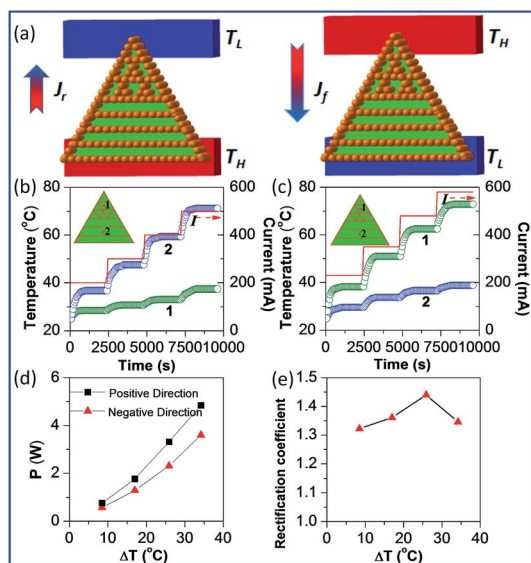 (a)
T_L
J_r
T_H
T_H
J_f
T_L
(b)
80
60
40
20
Temperature (°C)
0 2500 5000 7500 10000
Time (s)
600
400
200
0
Current (mA)
1
2
2
1
I
(c)
80
60
40
20
Temperature (°C)
0 2500 5000 7500 10000
Time (s)
600
400
200
0
Current (mA)
1
2
1
2
I
(d)
6
4
2
0
P (W)
Positive Direction
Negative Direction
0 10 20 30 40
ΔT (°C)
(e)
1.5
1.4
1.3
1.2
1.1
1.0
Rectification coefficient
0 10 20 30 40
ΔT (°C)